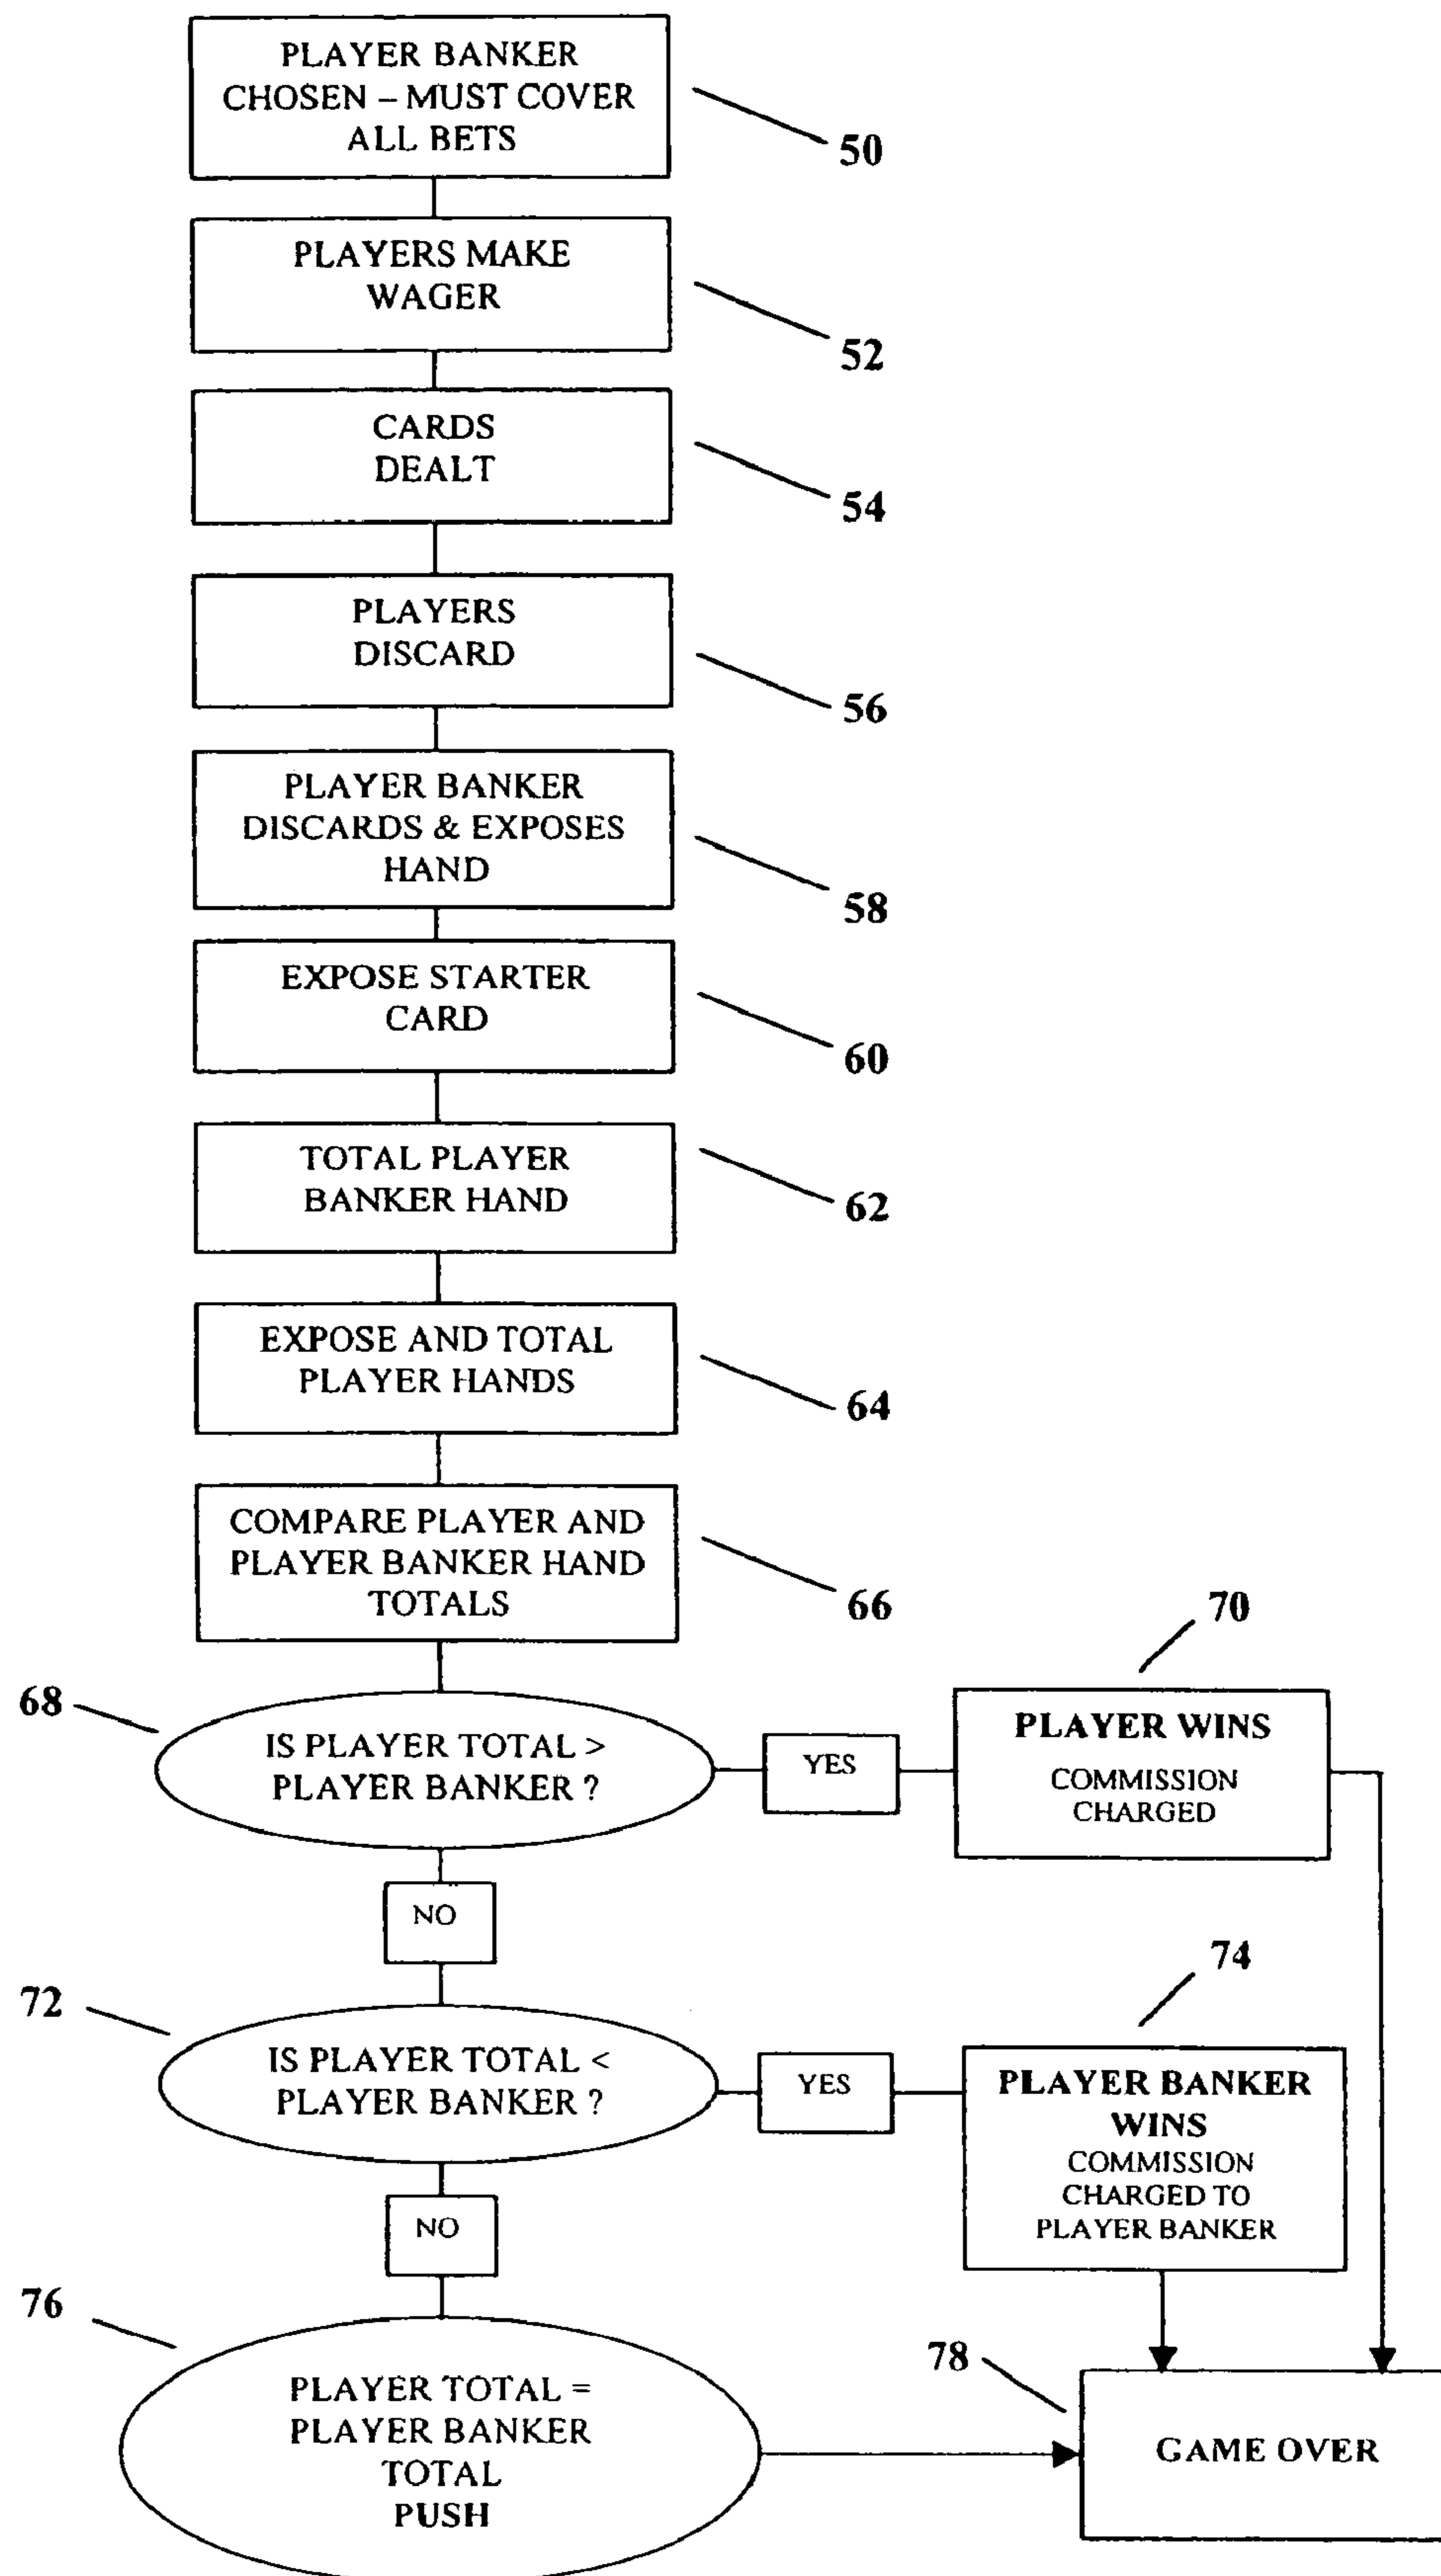 PLAYER BANKER
CHOSEN – MUST COVER
ALL BETS
50
PLAYERS MAKE
WAGER
52
CARDS
DEALT
54
PLAYERS
DISCARD
56
PLAYER BANKER
DISCARDS & EXPOSES
HAND
58
EXPOSE STARTER
CARD
60
TOTAL PLAYER
BANKER HAND
62
EXPOSE AND TOTAL
PLAYER HANDS
64
COMPARE PLAYER AND
PLAYER BANKER HAND
TOTALS
66
68
IS PLAYER TOTAL >
PLAYER BANKER ?
YES
70
PLAYER WINS
COMMISSION
CHARGED
NO
72
IS PLAYER TOTAL <
PLAYER BANKER ?
YES
74
PLAYER BANKER
WINS
COMMISSION
CHARGED TO
PLAYER BANKER
NO
76
PLAYER TOTAL =
PLAYER BANKER
TOTAL
PUSH
78
GAME OVER